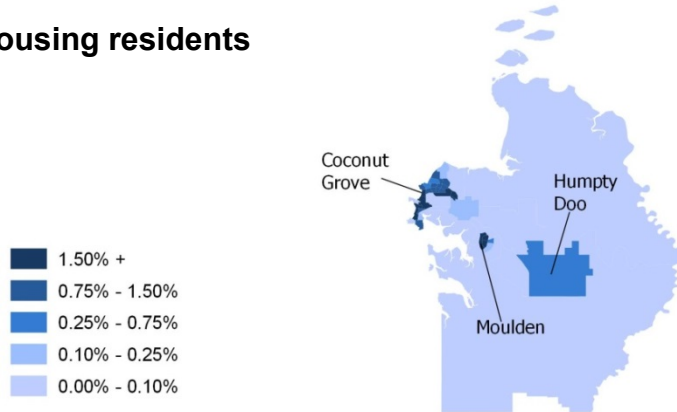 ousing residents
Coconut
Grove
Humpty
Doo
Moulden
1.50% +
0.75% - 1.50%
0.25% - 0.75%
0.10% - 0.25%
0.00% - 0.10%